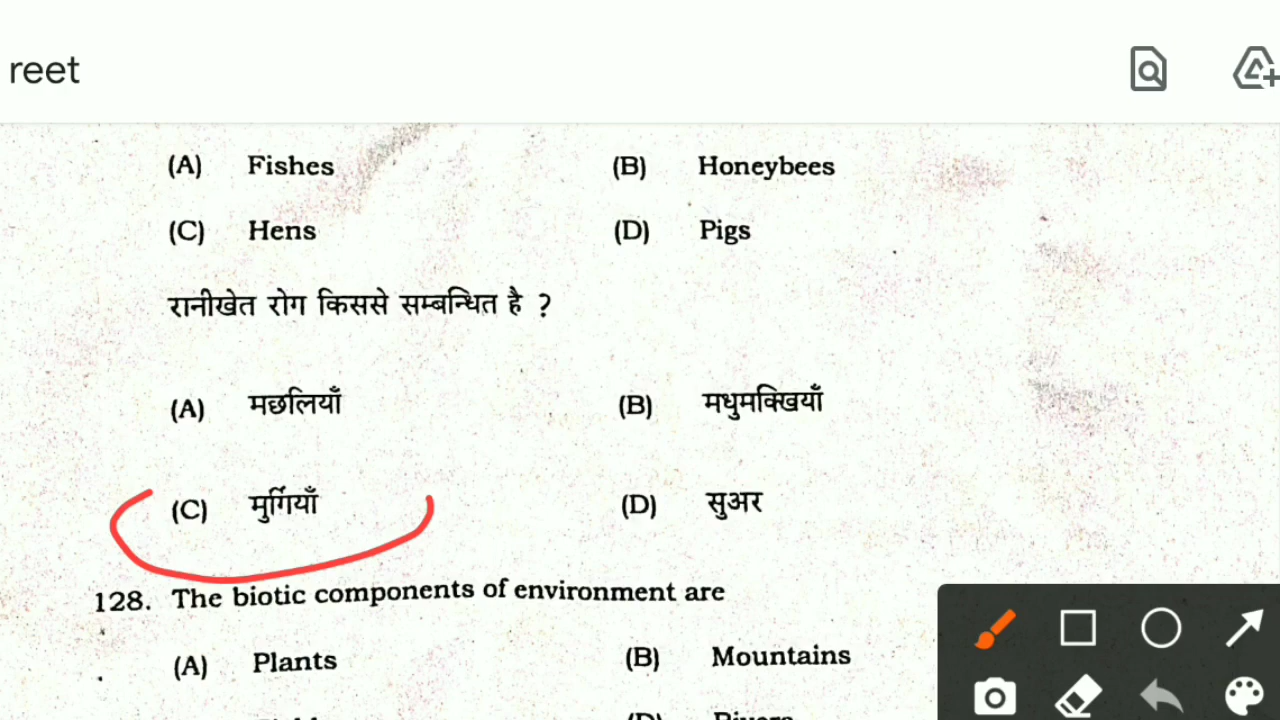 reet
(A) Fishes (B) Honeybees
(C) Hens (D) Pigs
रानीखेत रोग किससे सम्बन्धित है ?
(A) मछलियाँ (B) मधुमक्खियाँ
(C) मुर्गियाँ (D) सुअर
128. The biotic components of environment are
(A) Plants (B) Mountains
(D) Rivers